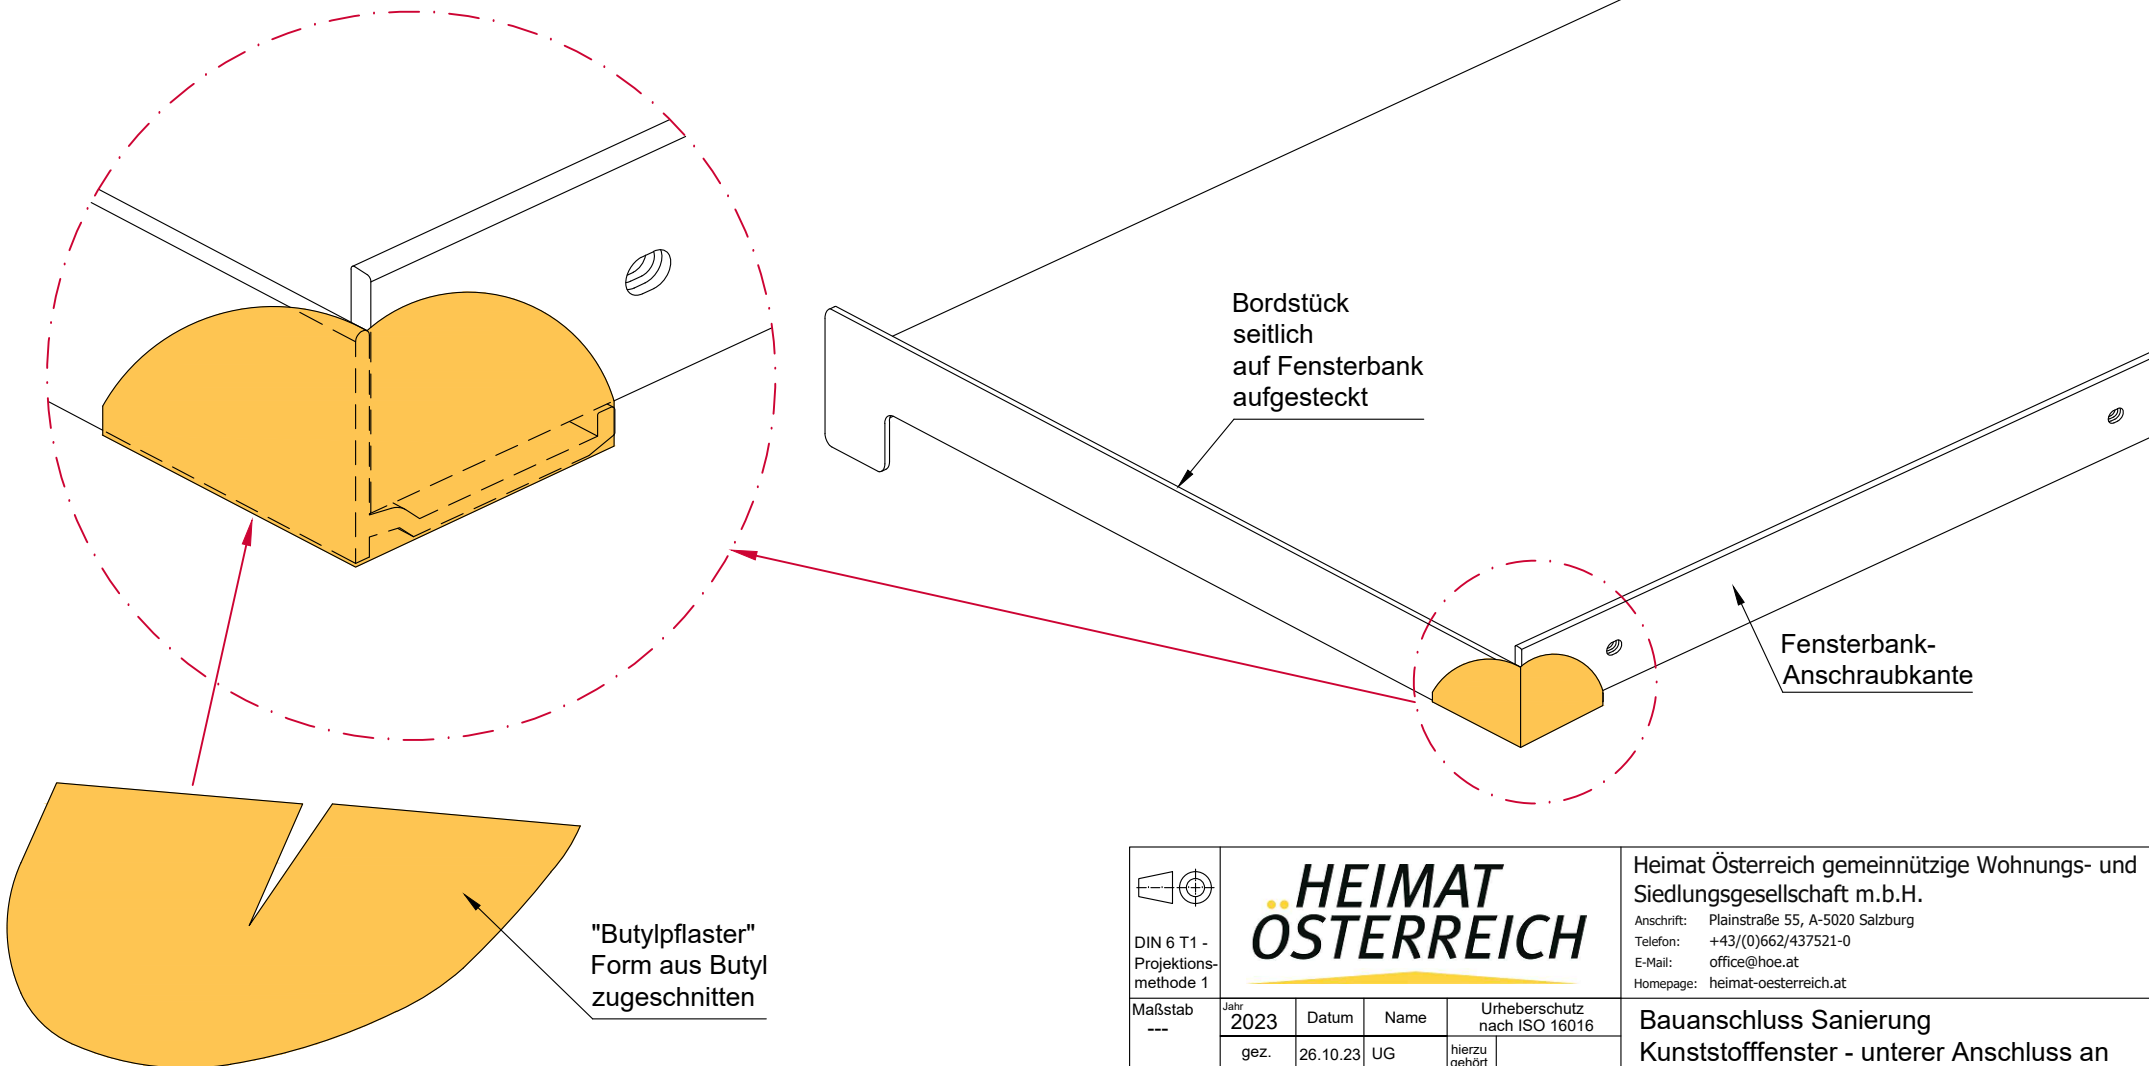 Bordstück
seitlich
auf Fensterbank
aufgesteckt
Fensterbank-
Anschraubkante
"Butylpflaster"
Form aus Butyl
zugeschnitten
DIN 6 T1 -
Projektions-
methode 1
HEIMAT
ÖSTERREICH
Heimat Österreich gemeinnützige Wohnungs- und
Siedlungsgesellschaft m.b.H.
Anschrift: Plainstraße 55, A-5020 Salzburg
Telefon: +43/(0)662/437521-0
E-Mail: office@hoe.at
Homepage: heimat-oesterreich.at
Maßstab
---
Jahr
2023
Datum
Name
Urheberschutz
nach ISO 16016
gez.
26.10.23
UG
hierzu
gehört
Bauanschluss Sanierung
Kunststofffenster - unterer Anschluss an